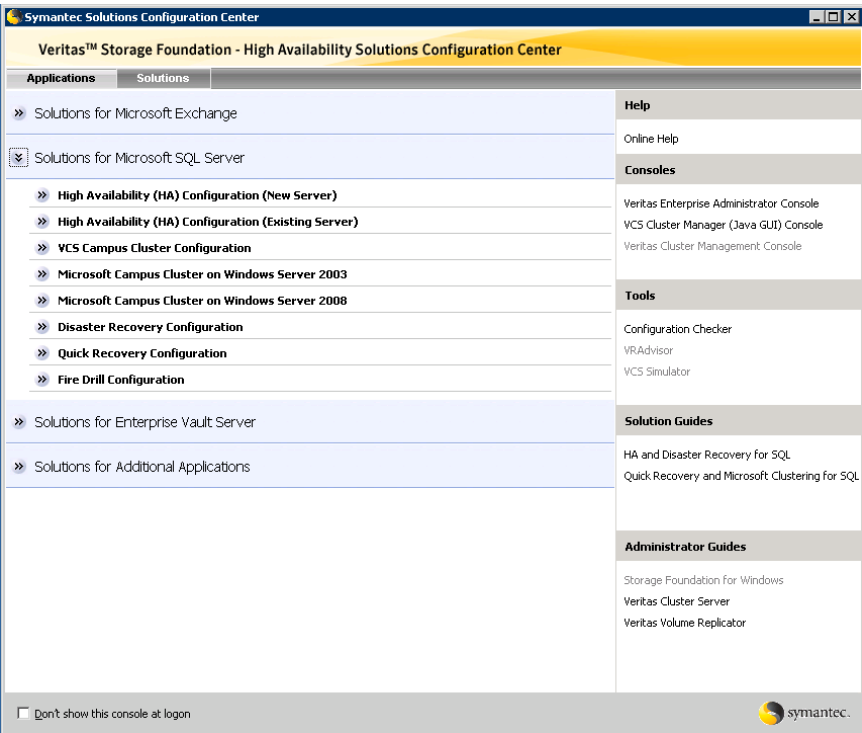 Symantec Solutions Configuration Center
Veritas™ Storage Foundation - High Availability Solutions Configuration Center
Applications
Solutions
Solutions for Microsoft Exchange
Solutions for Microsoft SQL Server
High Availability (HA) Configuration (New Server)
High Availability (HA) Configuration (Existing Server)
VCS Campus Cluster Configuration
Microsoft Campus Cluster on Windows Server 2003
Microsoft Campus Cluster on Windows Server 2008
Disaster Recovery Configuration
Quick Recovery Configuration
Fire Drill Configuration
Solutions for Enterprise Vault Server
Solutions for Additional Applications
Help
Online Help
Consoles
Veritas Enterprise Administrator Console
VCS Cluster Manager (Java GUI) Console
Veritas Cluster Management Console
Tools
Configuration Checker
VRAdvisor
VCS Simulator
Solution Guides
HA and Disaster Recovery for SQL
Quick Recovery and Microsoft Clustering for SQL
Administrator Guides
Storage Foundation for Windows
Veritas Cluster Server
Veritas Volume Replicator
Don't show this console at logon
symantec.